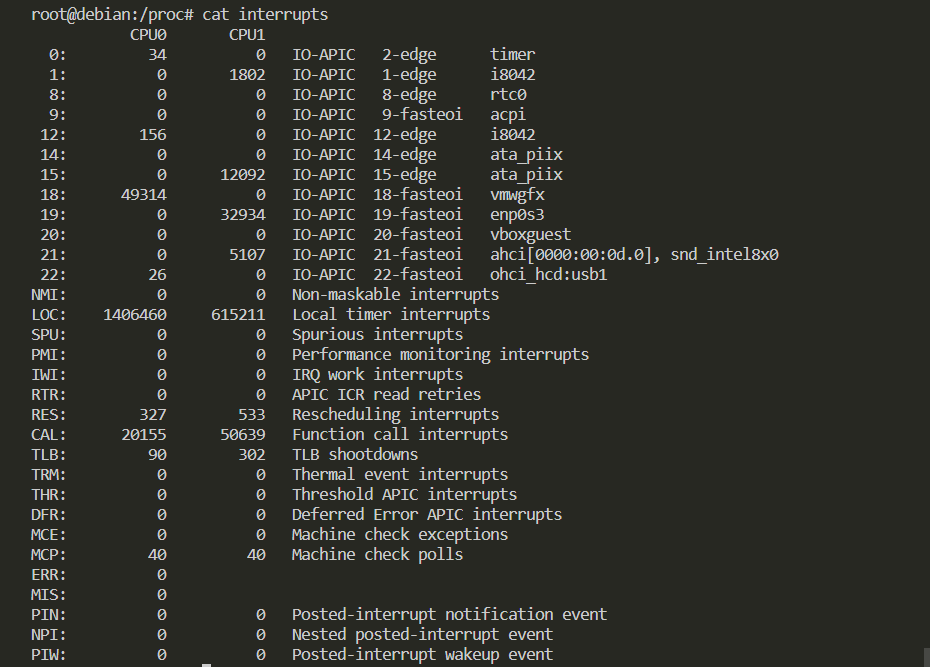 root@debian:/proc# cat interrupts
CPU0 CPU1
0: 34 0 IO-APIC 2-edge timer
1: 0 1802 IO-APIC 1-edge i8042
8: 0 0 IO-APIC 8-edge rtc0
9: 0 0 IO-APIC 9-fasteoi acpi
12: 156 0 IO-APIC 12-edge i8042
14: 0 0 IO-APIC 14-edge ata_piix
15: 0 12092 IO-APIC 15-edge ata_piix
18: 49314 0 IO-APIC 18-fasteoi vmwgfx
19: 0 32934 IO-APIC 19-fasteoi enp0s3
20: 0 0 IO-APIC 20-fasteoi vboxguest
21: 0 5107 IO-APIC 21-fasteoi ahci[0000:00:0d.0], snd_intel8x0
22: 26 0 IO-APIC 22-fasteoi ohci_hcd:usb1
NMI: 0 0 Non-maskable interrupts
LOC: 1406460 615211 Local timer interrupts
SPU: 0 0 Spurious interrupts
PMI: 0 0 Performance monitoring interrupts
IWI: 0 0 IRQ work interrupts
RTR: 0 0 APIC ICR read retries
RES: 327 533 Rescheduling interrupts
CAL: 20155 50639 Function call interrupts
TLB: 90 302 TLB shootdowns
TRM: 0 0 Thermal event interrupts
THR: 0 0 Threshold APIC interrupts
DFR: 0 0 Deferred Error APIC interrupts
MCE: 0 0 Machine check exceptions
MCP: 40 40 Machine check polls
ERR: 0
MIS: 0
PIN: 0 0 Posted-interrupt notification event
NPI: 0 0 Nested posted-interrupt event
PIW: 0 0 Posted-interrupt wakeup event